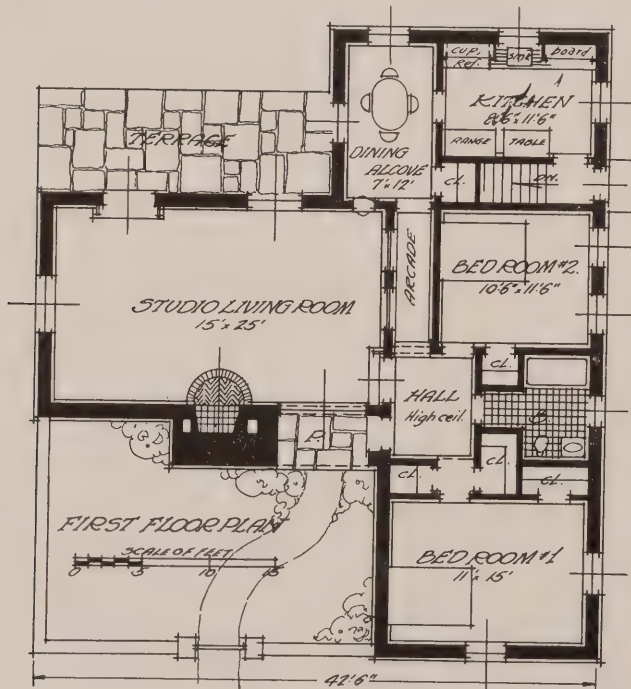 cup.
board
Ref.
SINK
KITCHEN
8'6" x 11'6"
RANGE
TABLE
TERRACE
DINING
ALCOVE
7' x 12'
CL.
DN.
ARCADE
BED ROOM #2.
10'6" x 11'6"
STUDIO LIVING ROOM
15' x 25'
CL.
HALL
High ceil.
B
P.
CL.
CL.
CL.
FIRST FLOOR PLAN
SCALE OF FEET
0 5 10 15
BED ROOM #1
11' x 15'
42'6"